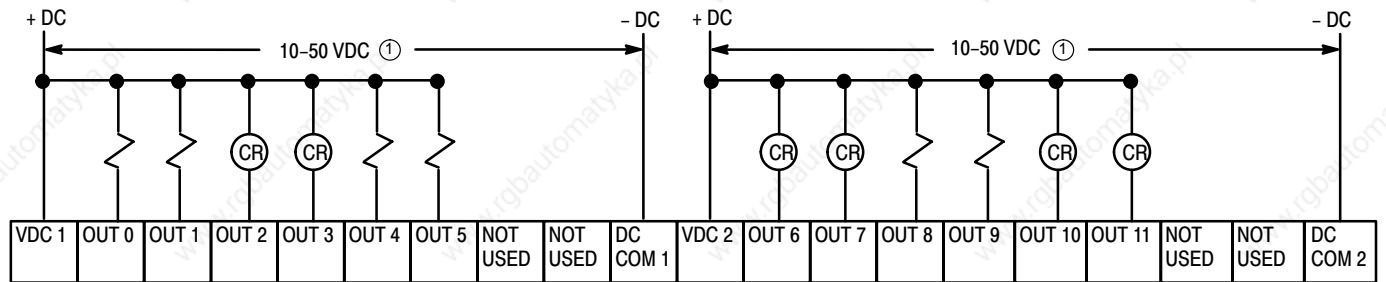 + DC – DC + DC – DC
10–50 VDC ① 10–50 VDC ①
CR CR CR CR CR CR
VDC 1 OUT 0 OUT 1 OUT 2 OUT 3 OUT 4 OUT 5 NOT USED NOT USED DC COM 1 VDC 2 OUT 6 OUT 7 OUT 8 OUT 9 OUT 10 OUT 11 NOT USED NOT USED DC COM 2
www.rgbautomatyka.pl